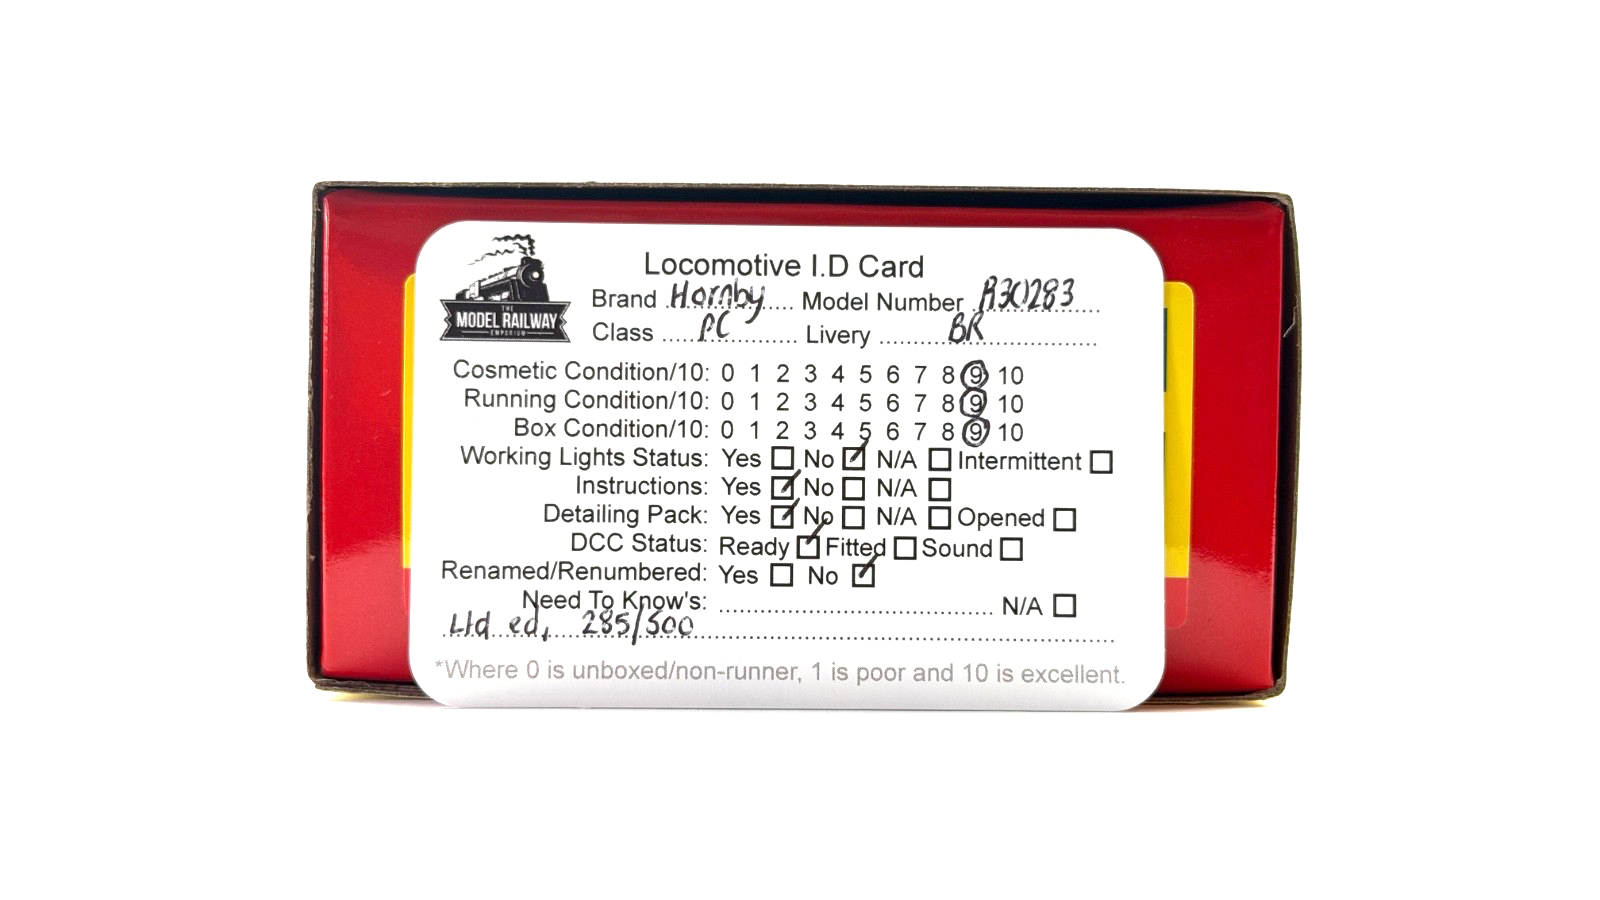 THE
MODEL RAILWAY
EMPORIUM
Locomotive I.D Card
Brand ........Hornby........ Model Number ...R30283...
Class ......PC............ Livery ...............BR...............
Cosmetic Condition/10: 0 1 2 3 4 5 6 7 8 9 10
Running Condition/10: 0 1 2 3 4 5 6 7 8 9 10
Box Condition/10: 0 1 2 3 4 5 6 7 8 9 10
Working Lights Status: Yes ☐ No ☑ N/A ☐ Intermittent ☐
Instructions: Yes ☑ No ☐ N/A ☐
Detailing Pack: Yes ☑ No ☐ N/A ☐ Opened ☐
DCC Status: Ready ☑ Fitted ☐ Sound ☐
Renamed/Renumbered: Yes ☐ No ☑
Need To Know's: ...................................... N/A ☐
Ltd ed, 285/500
*Where 0 is unboxed/non-runner, 1 is poor and 10 is excellent.